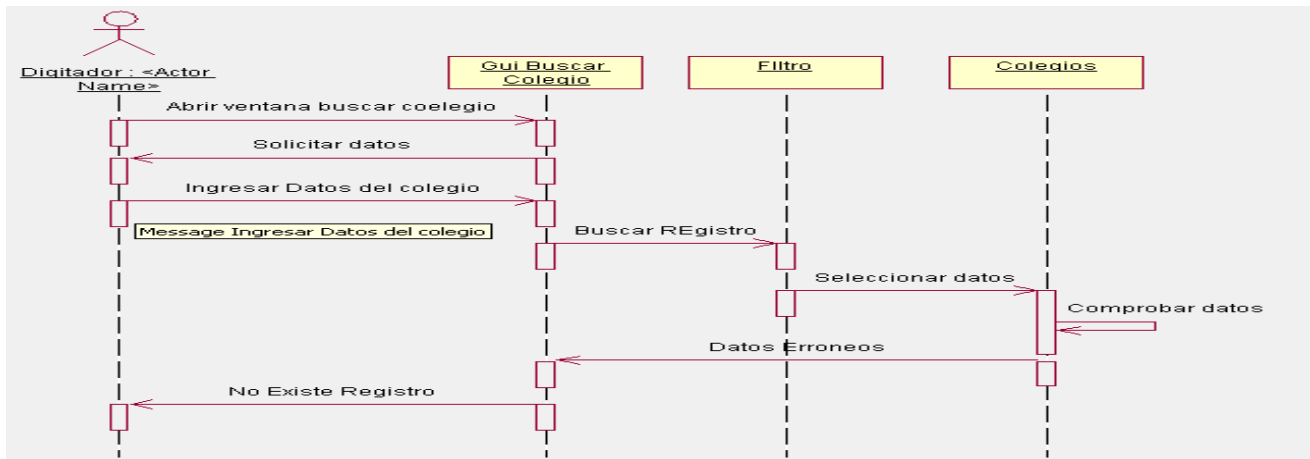 Digitador : <Actor
Name>
Gui Buscar
Colegio
FIltro
Colegios
Abrir ventana buscar coelegio
Solicitar datos
Ingresar Datos del colegio
Message Ingresar Datos del colegio
Buscar REgistro
Seleccionar datos
Comprobar datos
Datos Erroneos
No Existe Registro